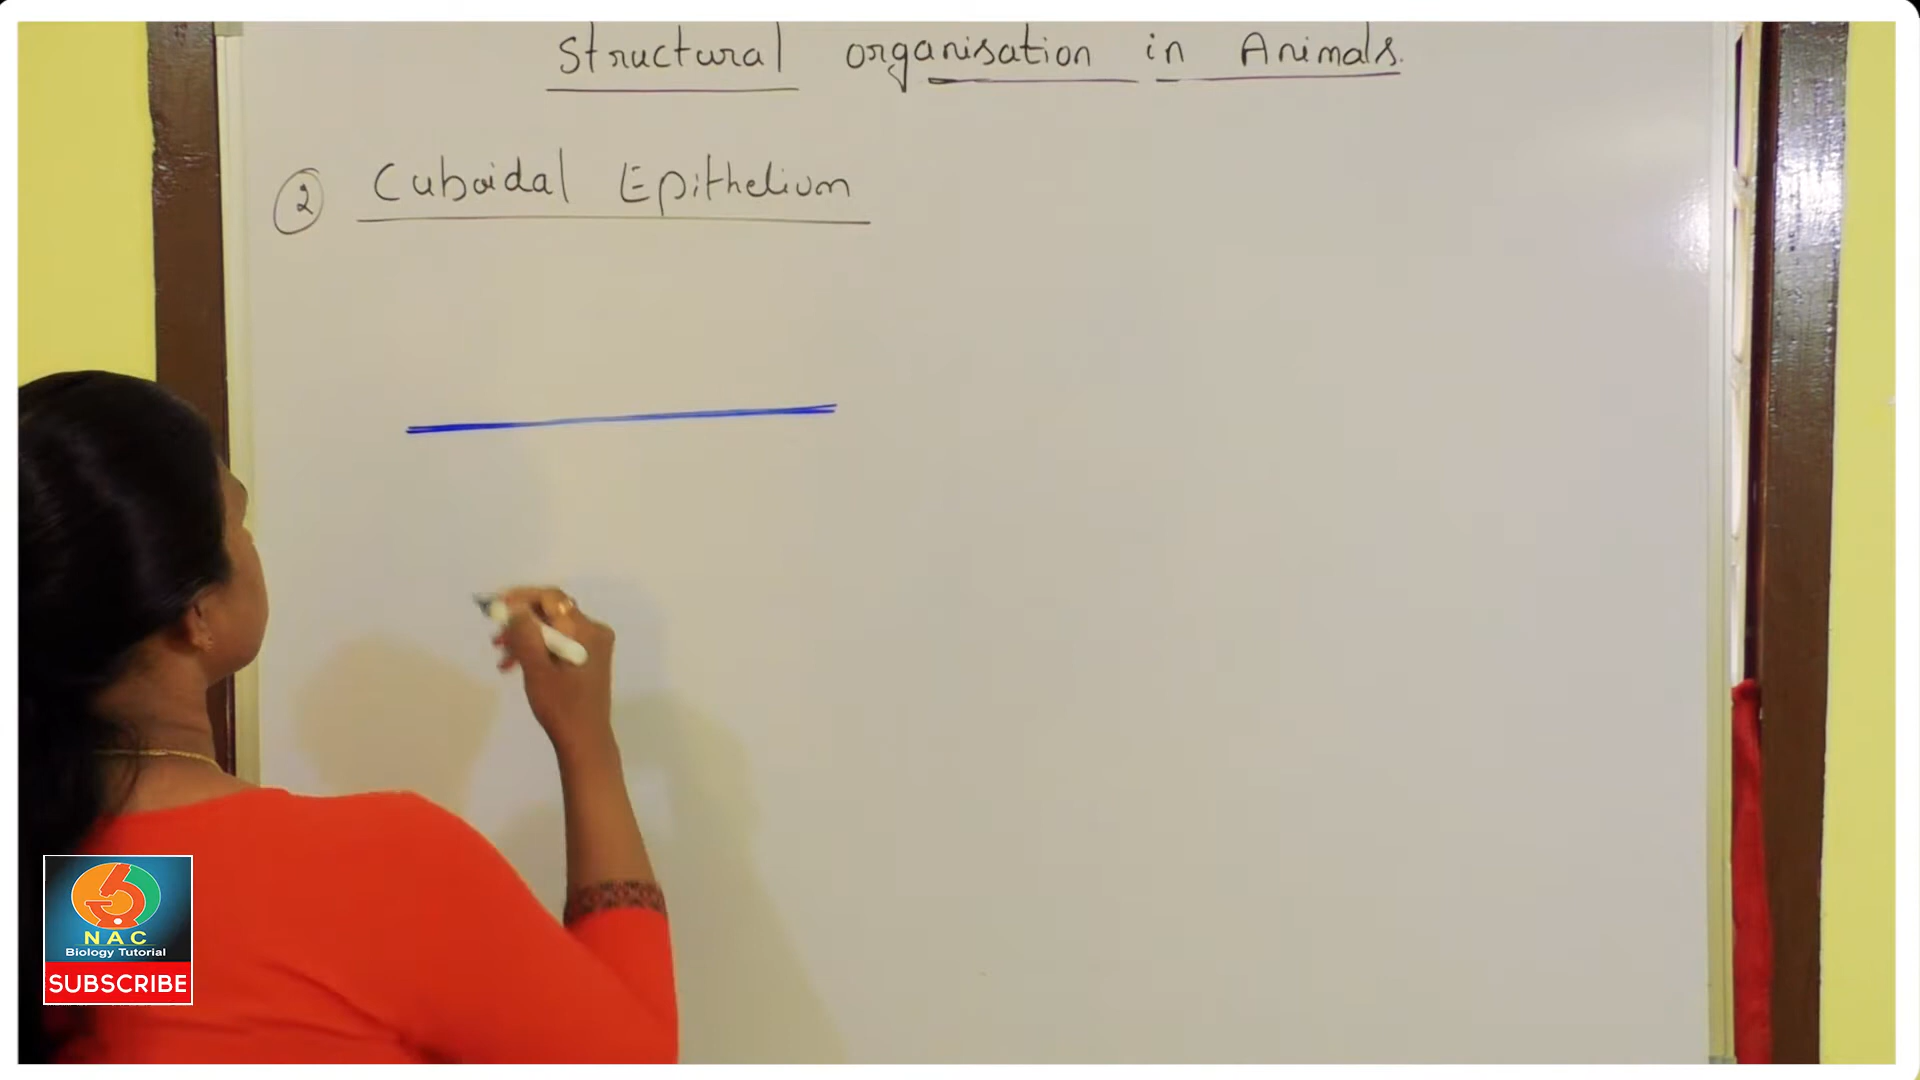 Structural organisation in Animals.
2 Cuboidal Epithelium
NAC
Biology Tutorial
SUBSCRIBE